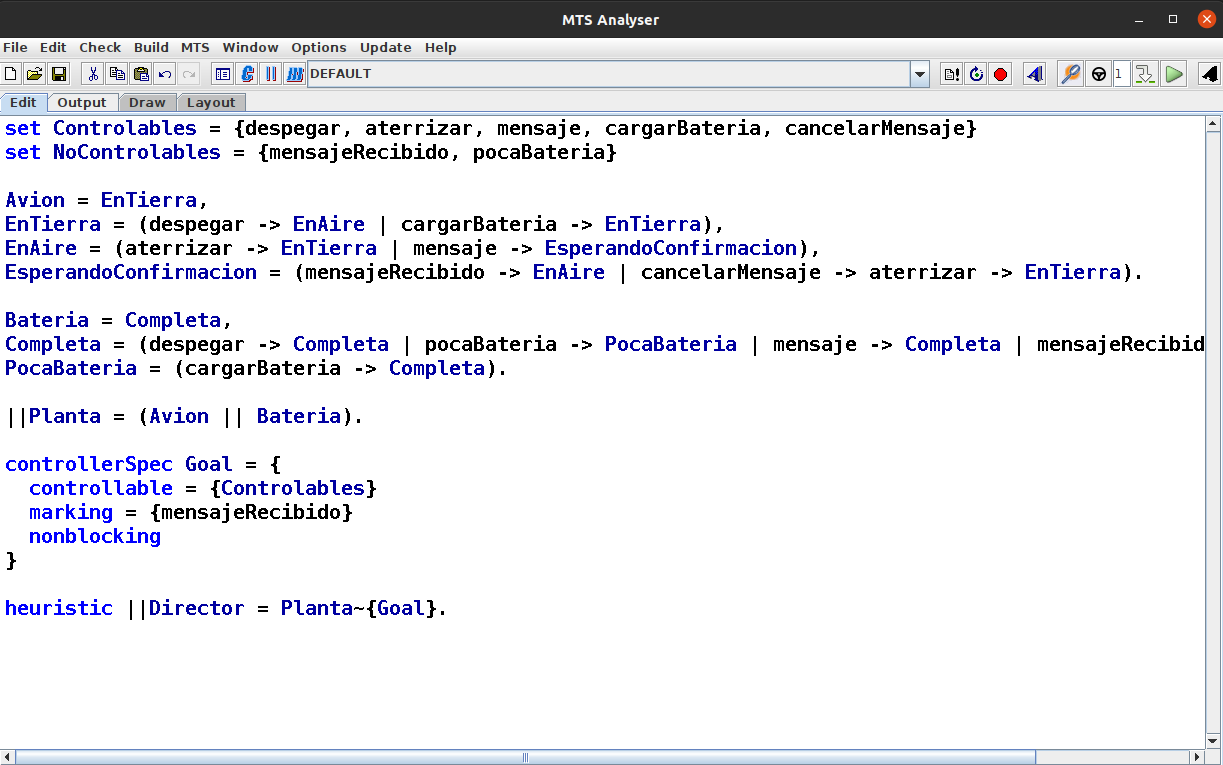 MTS Analyser
File Edit Check Build MTS Window Options Update Help
DEFAULT
1
Edit Output Draw Layout
set Controlables = {despegar, aterrizar, mensaje, cargarBateria, cancelarMensaje}
set NoControlables = {mensajeRecibido, pocaBateria}
Avion = EnTierra,
EnTierra = (despegar -> EnAire | cargarBateria -> EnTierra),
EnAire = (aterrizar -> EnTierra | mensaje -> EsperandoConfirmacion),
EsperandoConfirmacion = (mensajeRecibido -> EnAire | cancelarMensaje -> aterrizar -> EnTierra).
Bateria = Completa,
Completa = (despegar -> Completa | pocaBateria -> PocaBateria | mensaje -> Completa | mensajeRecibid
PocaBateria = (cargarBateria -> Completa).
||Planta = (Avion || Bateria).
controllerSpec Goal = {
controllable = {Controlables}
marking = {mensajeRecibido}
nonblocking
}
heuristic ||Director = Planta~{Goal}.